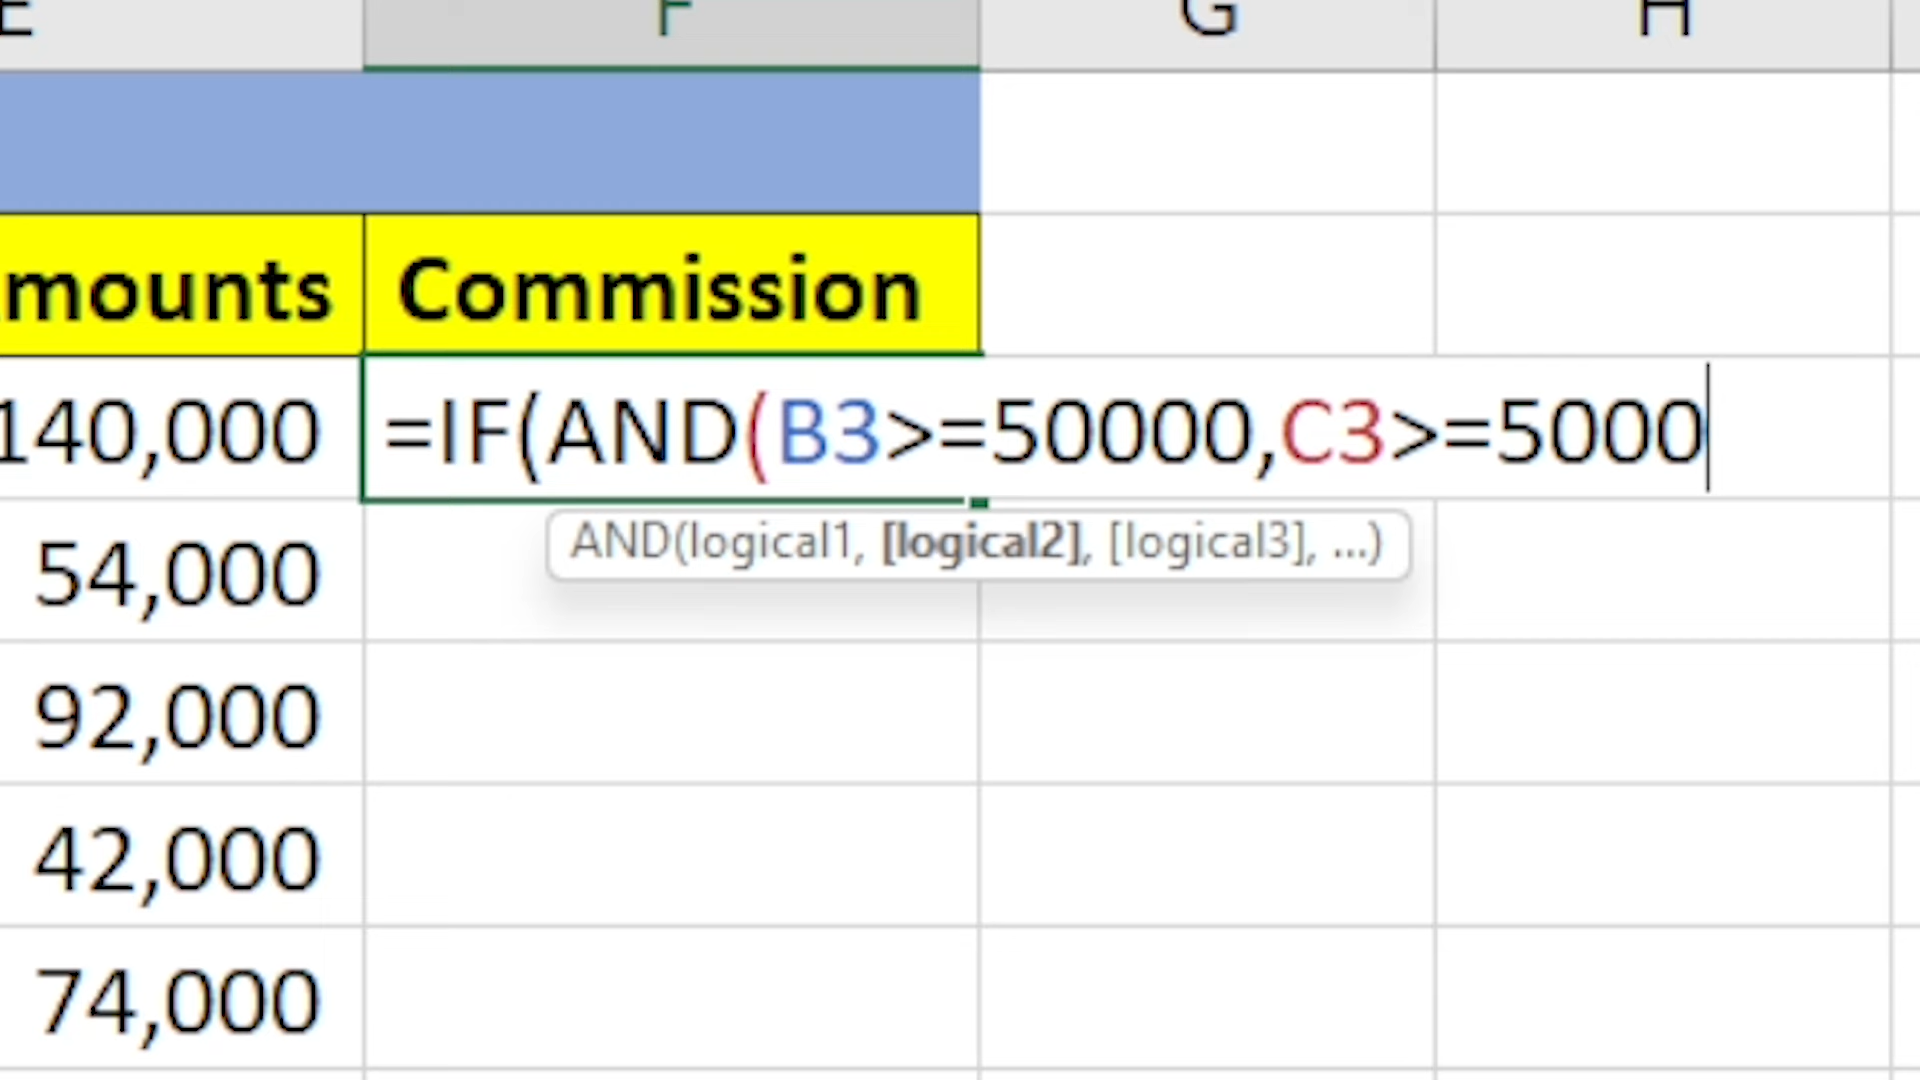 E F G H
mounts Commission
140,000 =IF(AND(B3>=50000,C3>=5000
AND(logical1, [logical2], [logical3], ...)
54,000
92,000
42,000
74,000